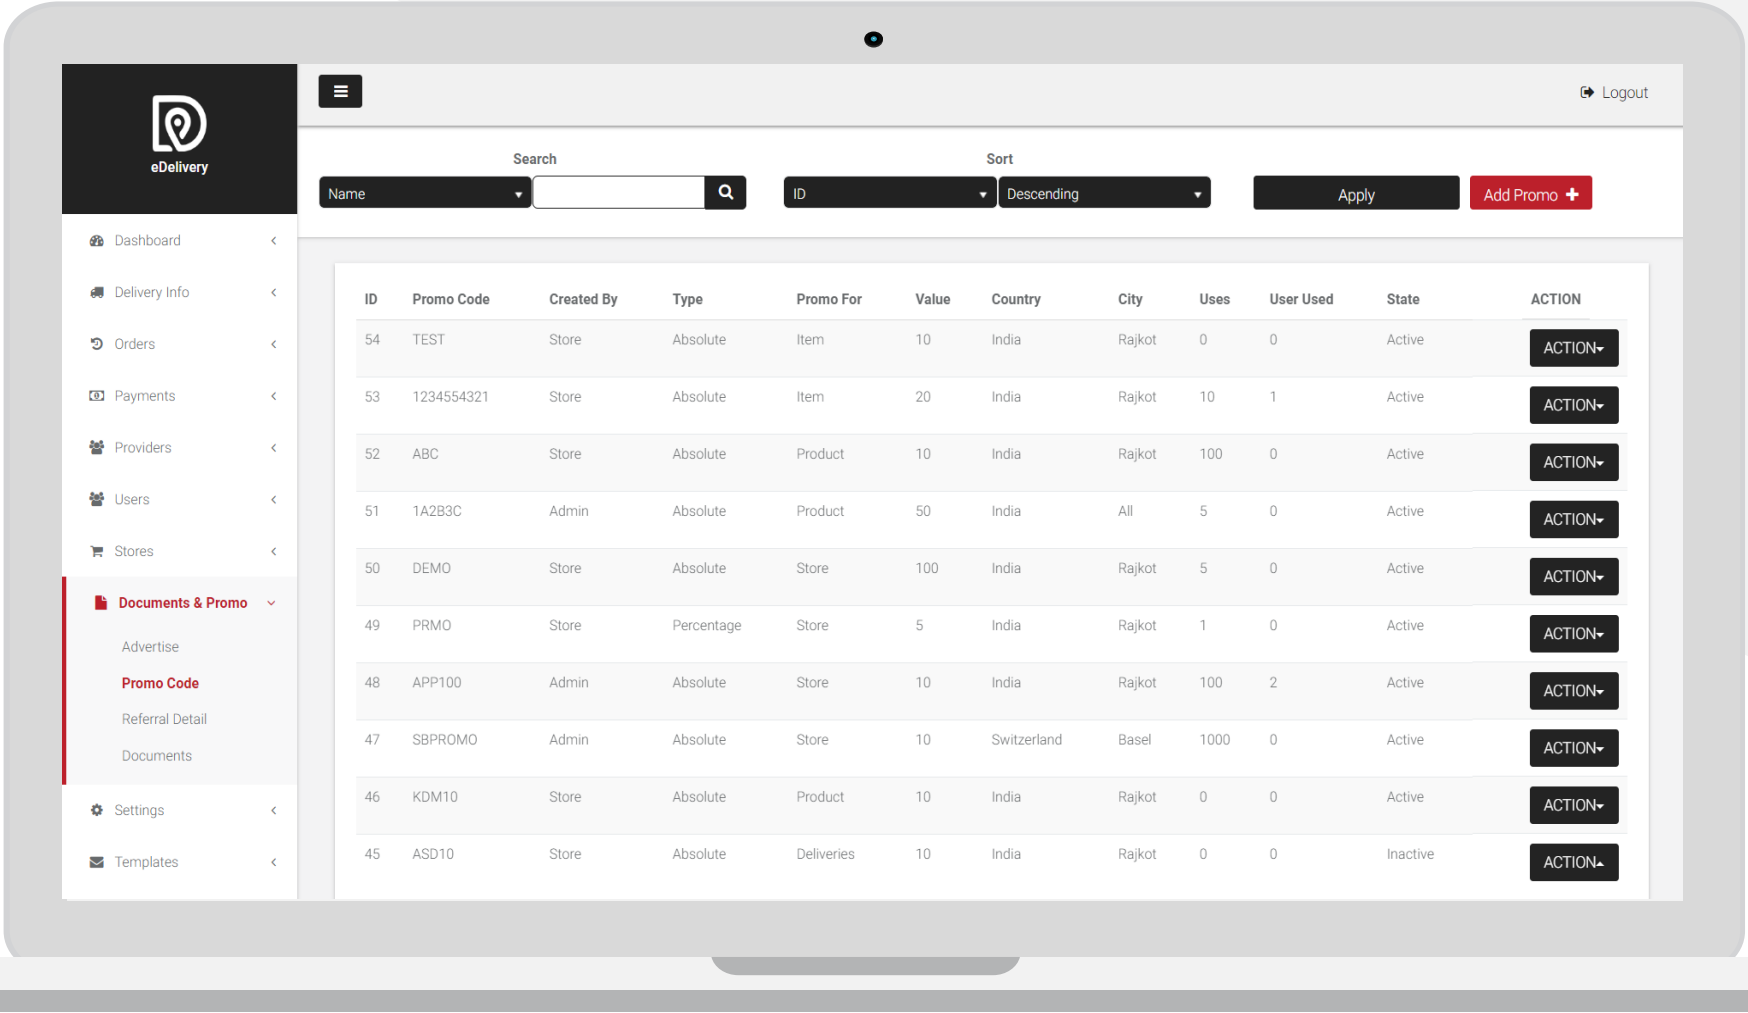 eDelivery
Logout
Search
Sort
Name
ID
Descending
Apply
Add Promo
Dashboard
Delivery Info
Orders
Payments
Providers
Users
Stores
Documents & Promo
Advertise
Promo Code
Referral Detail
Documents
Settings
Templates
ID Promo Code Created By Type Promo For Value Country City Uses User Used State ACTION
54 TEST Store Absolute Item 10 India Rajkot 0 0 Active ACTION
53 1234554321 Store Absolute Item 20 India Rajkot 10 1 Active ACTION
52 ABC Store Absolute Product 10 India Rajkot 100 0 Active ACTION
51 1A2B3C Admin Absolute Product 50 India All 5 0 Active ACTION
50 DEMO Store Absolute Store 100 India Rajkot 5 0 Active ACTION
49 PRMO Store Percentage Store 5 India Rajkot 1 0 Active ACTION
48 APP100 Admin Absolute Store 10 India Rajkot 100 2 Active ACTION
47 SBPROMO Admin Absolute Store 10 Switzerland Basel 1000 0 Active ACTION
46 KDM10 Store Absolute Product 10 India Rajkot 0 0 Active ACTION
45 ASD10 Store Absolute Deliveries 10 India Rajkot 0 0 Inactive ACTION